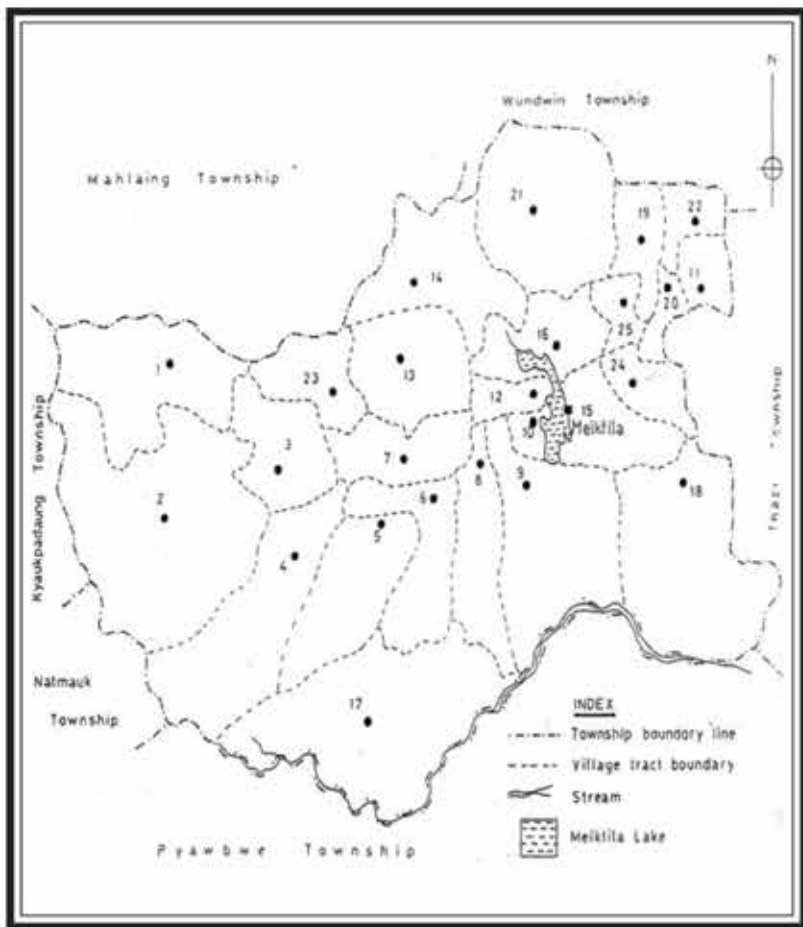 N
Wundwin Township
Mahlaing Township
21
19
22
14
11
20
25
16
1
13
24
23
12
15
10
Meiktila
Kyaukpadaung Township
Thazi Township
3
7
8
9
18
2
6
5
4
Natmauk
Township
17
INDEX
Township boundory line
Village tract boundary
Stream
Meiktila Lake
Pyawbwe Township